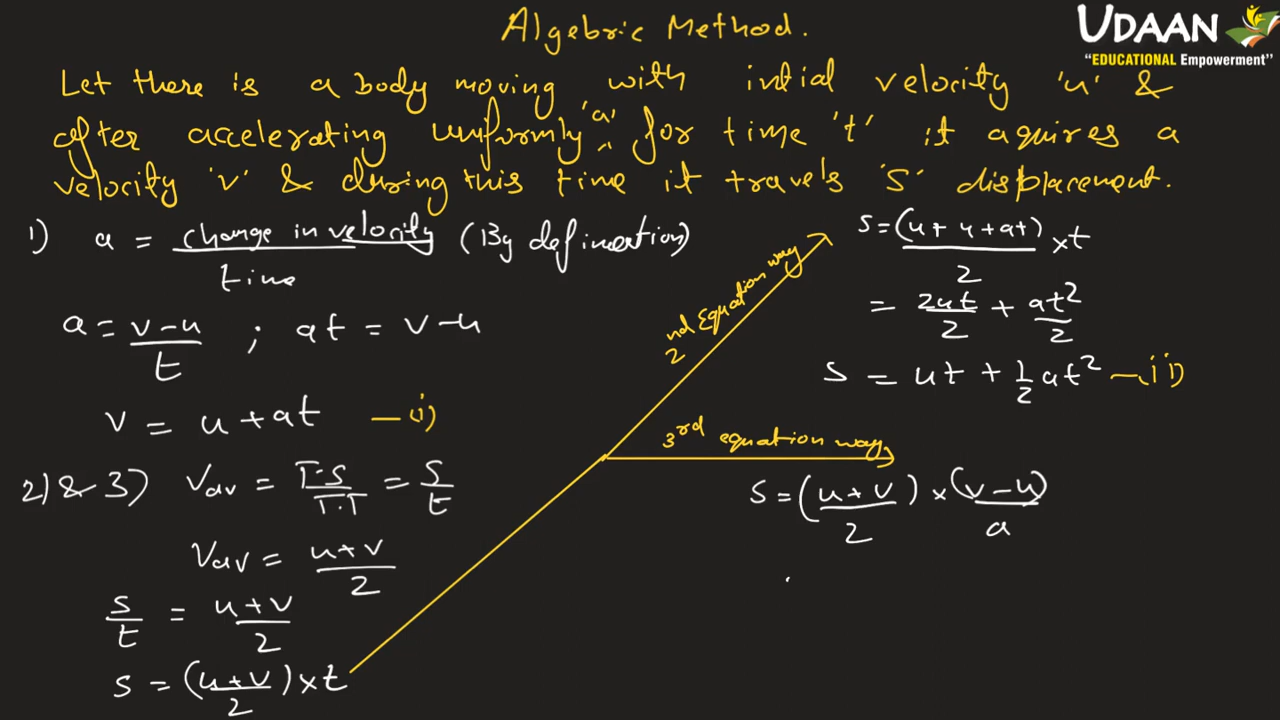 Algebric Method.
UDAAN
"EDUCATIONAL Empowerment"
Let there is a body moving with intial velocity 'u' &
after accelerating uniformly 'a' for time 't' it aquires a
velocity 'v' & during this time it travels 'S' displacement.
1) a = change in velocity / time (By defination)
a = v-u / t ; at = v-u
v = u + at —(i)
2) & 3) Vav = T.S / T.T = S / t
Vav = u+v / 2
s / t = u+v / 2
s = (u+v / 2) × t
2nd Equation way
s = (u + u + at) / 2 × t
= 2ut / 2 + at² / 2
s = ut + 1/2 at² —(ii)
3rd equation way
s = (u+v / 2) × (v-u) / a